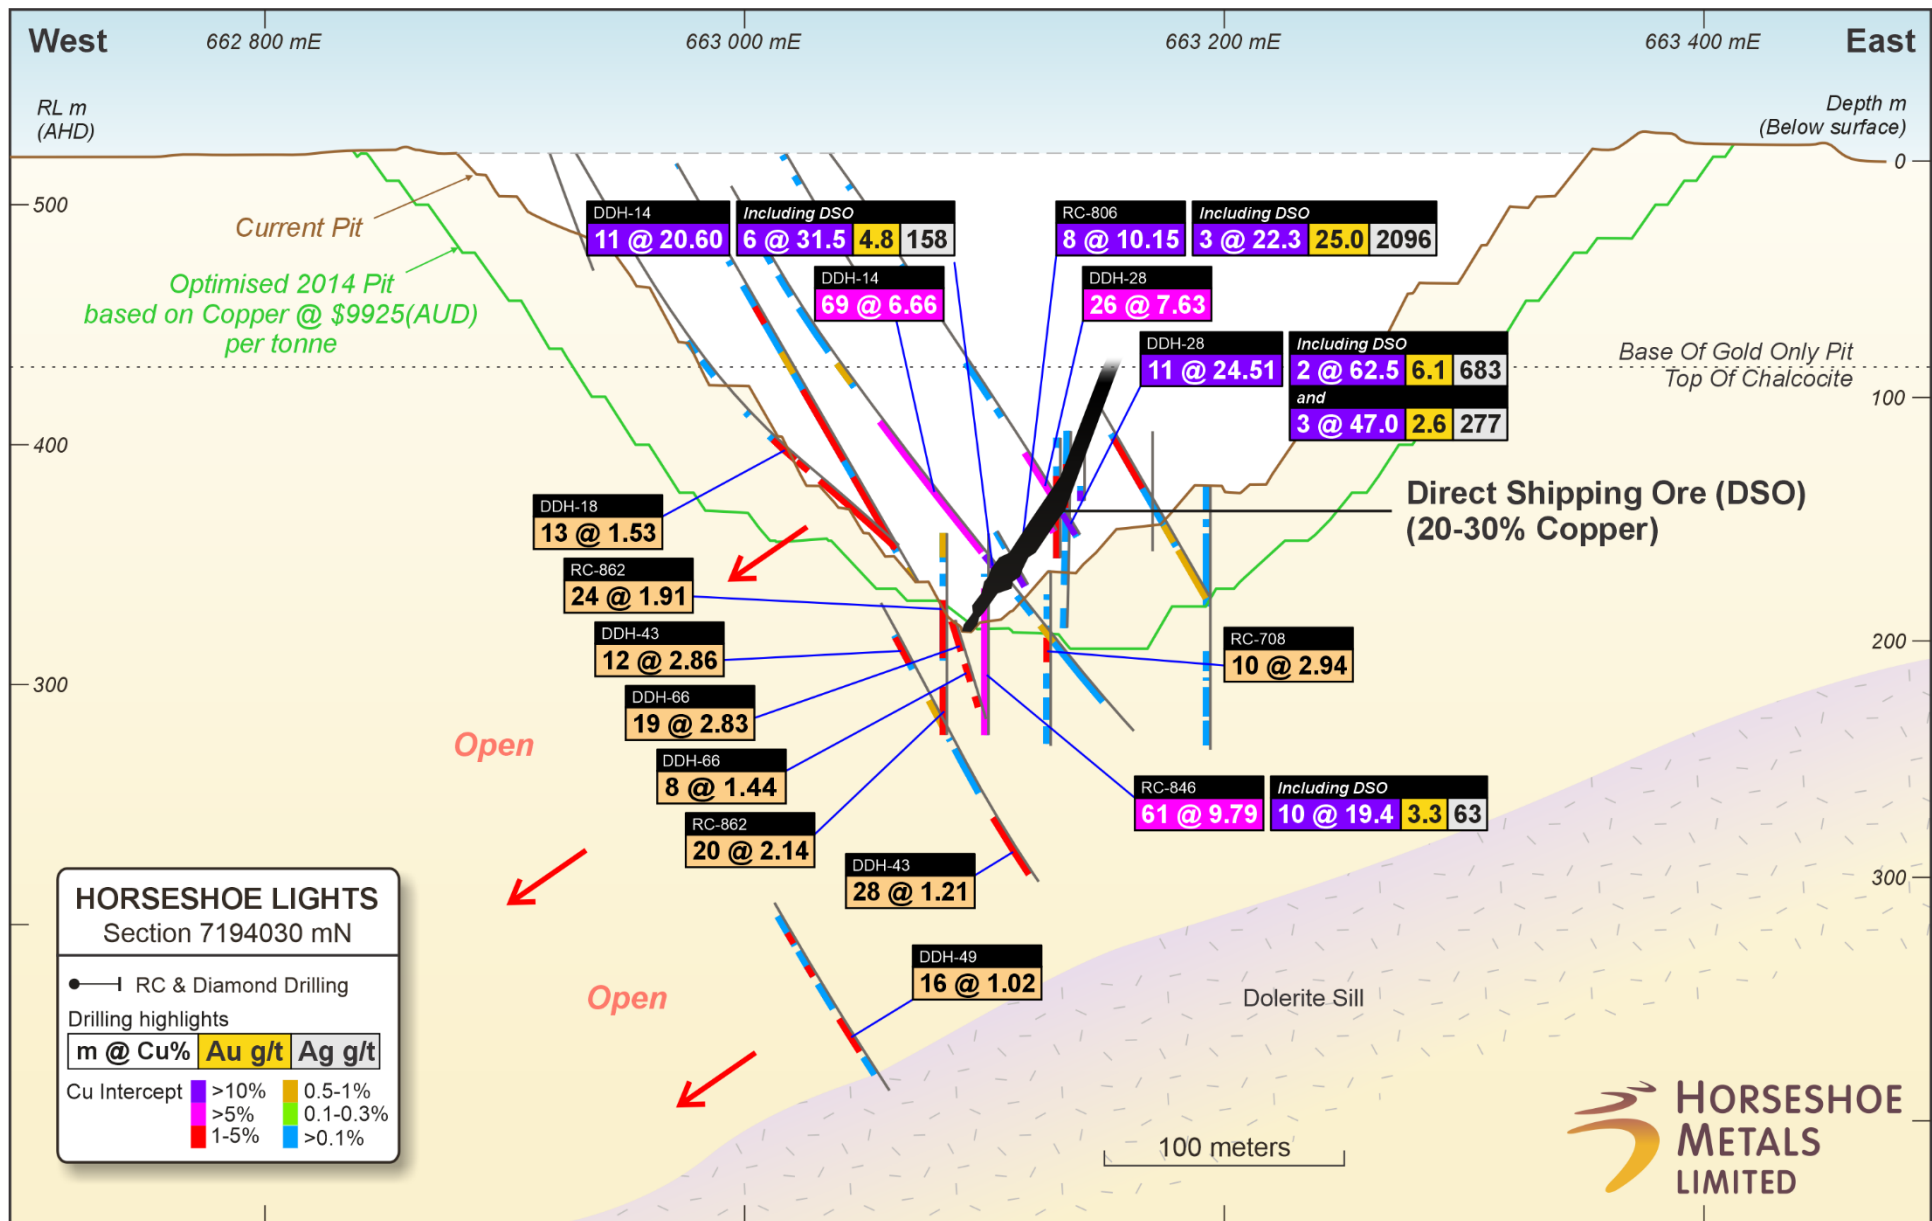 West
662 800 mE
663 000 mE
663 200 mE
663 400 mE
East
RL m
(AHD)
Depth m
(Below surface)
0
500
Current Pit
DDH-14
11 @ 20.60
Including DSO
6 @ 31.5 4.8 158
RC-806
8 @ 10.15
Including DSO
3 @ 22.3 25.0 2096
Optimised 2014 Pit
based on Copper @ $9925(AUD)
per tonne
DDH-14
69 @ 6.66
DDH-28
26 @ 7.63
DDH-28
11 @ 24.51
Including DSO
2 @ 62.5 6.1 683
and
3 @ 47.0 2.6 277
Base Of Gold Only Pit
Top Of Chalcocite
100
400
Direct Shipping Ore (DSO)
(20-30% Copper)
DDH-18
13 @ 1.53
RC-862
24 @ 1.91
DDH-43
12 @ 2.86
RC-708
10 @ 2.94
200
300
DDH-66
19 @ 2.83
Open
DDH-66
8 @ 1.44
RC-846
61 @ 9.79
Including DSO
10 @ 19.4 3.3 63
RC-862
20 @ 2.14
DDH-43
28 @ 1.21
300
DDH-49
16 @ 1.02
Open
Dolerite Sill
HORSESHOE LIGHTS
Section 7194030 mN
RC & Diamond Drilling
Drilling highlights
m @ Cu% Au g/t Ag g/t
Cu Intercept >10% 0.5-1%
>5% 0.1-0.3%
1-5% >0.1%
100 meters
HORSESHOE
METALS
LIMITED